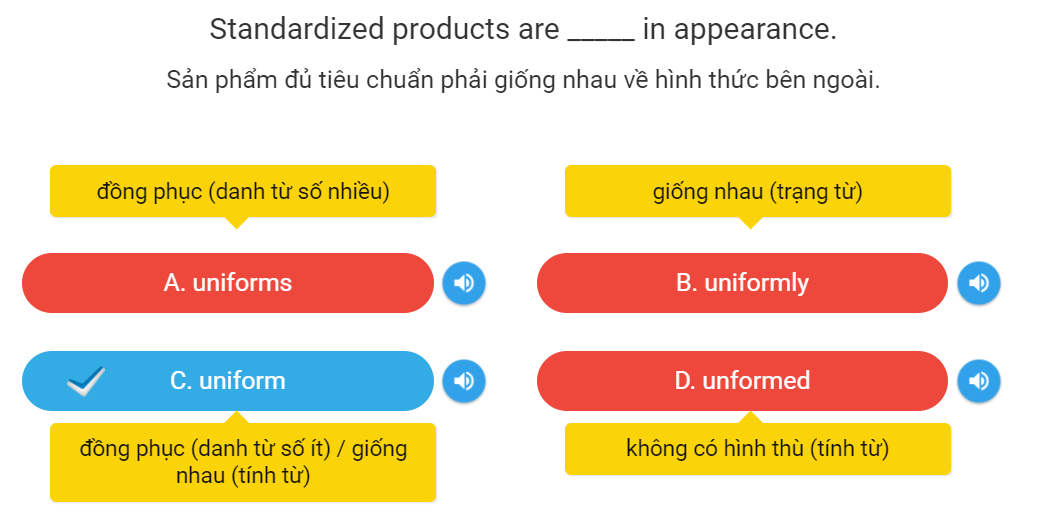 Standardized products are _____ in appearance.
Sản phẩm đủ tiêu chuẩn phải giống nhau về hình thức bên ngoài.
đồng phục (danh từ số nhiều)
giống nhau (trạng từ)
A. uniforms
B. uniformly
C. uniform
D. unformed
đồng phục (danh từ số ít) / giống
nhau (tính từ)
không có hình thù (tính từ)